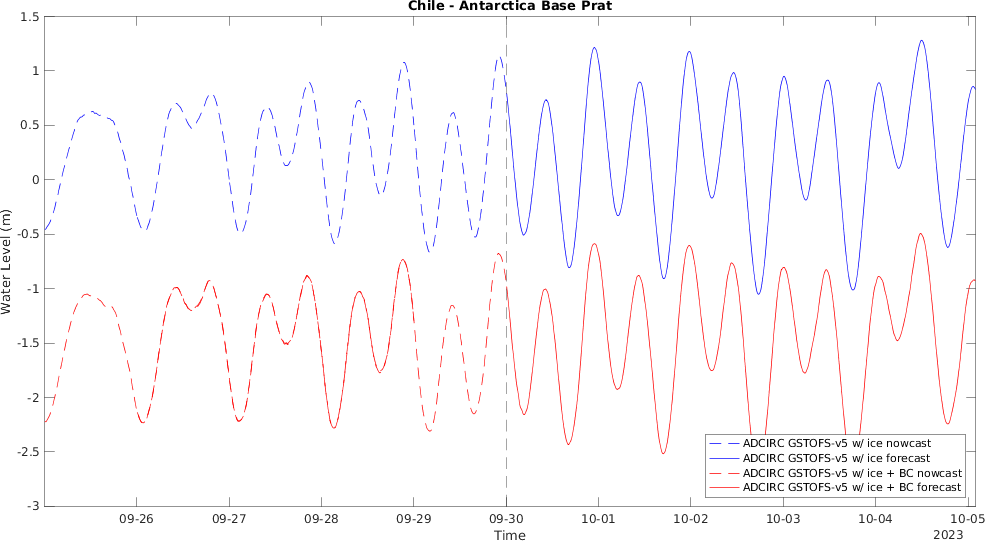 Chile - Antarctica Base Prat
1.5
1
0.5
0
-0.5
-1
-1.5
-2
-2.5
-3
Water Level (m)
ADCIRC GSTOFS-v5 w/ ice nowcast
ADCIRC GSTOFS-v5 w/ ice forecast
ADCIRC GSTOFS-v5 w/ ice + BC nowcast
ADCIRC GSTOFS-v5 w/ ice + BC forecast
09-26 09-27 09-28 09-29 09-30 10-01 10-02 10-03 10-04 10-05
Time
2023